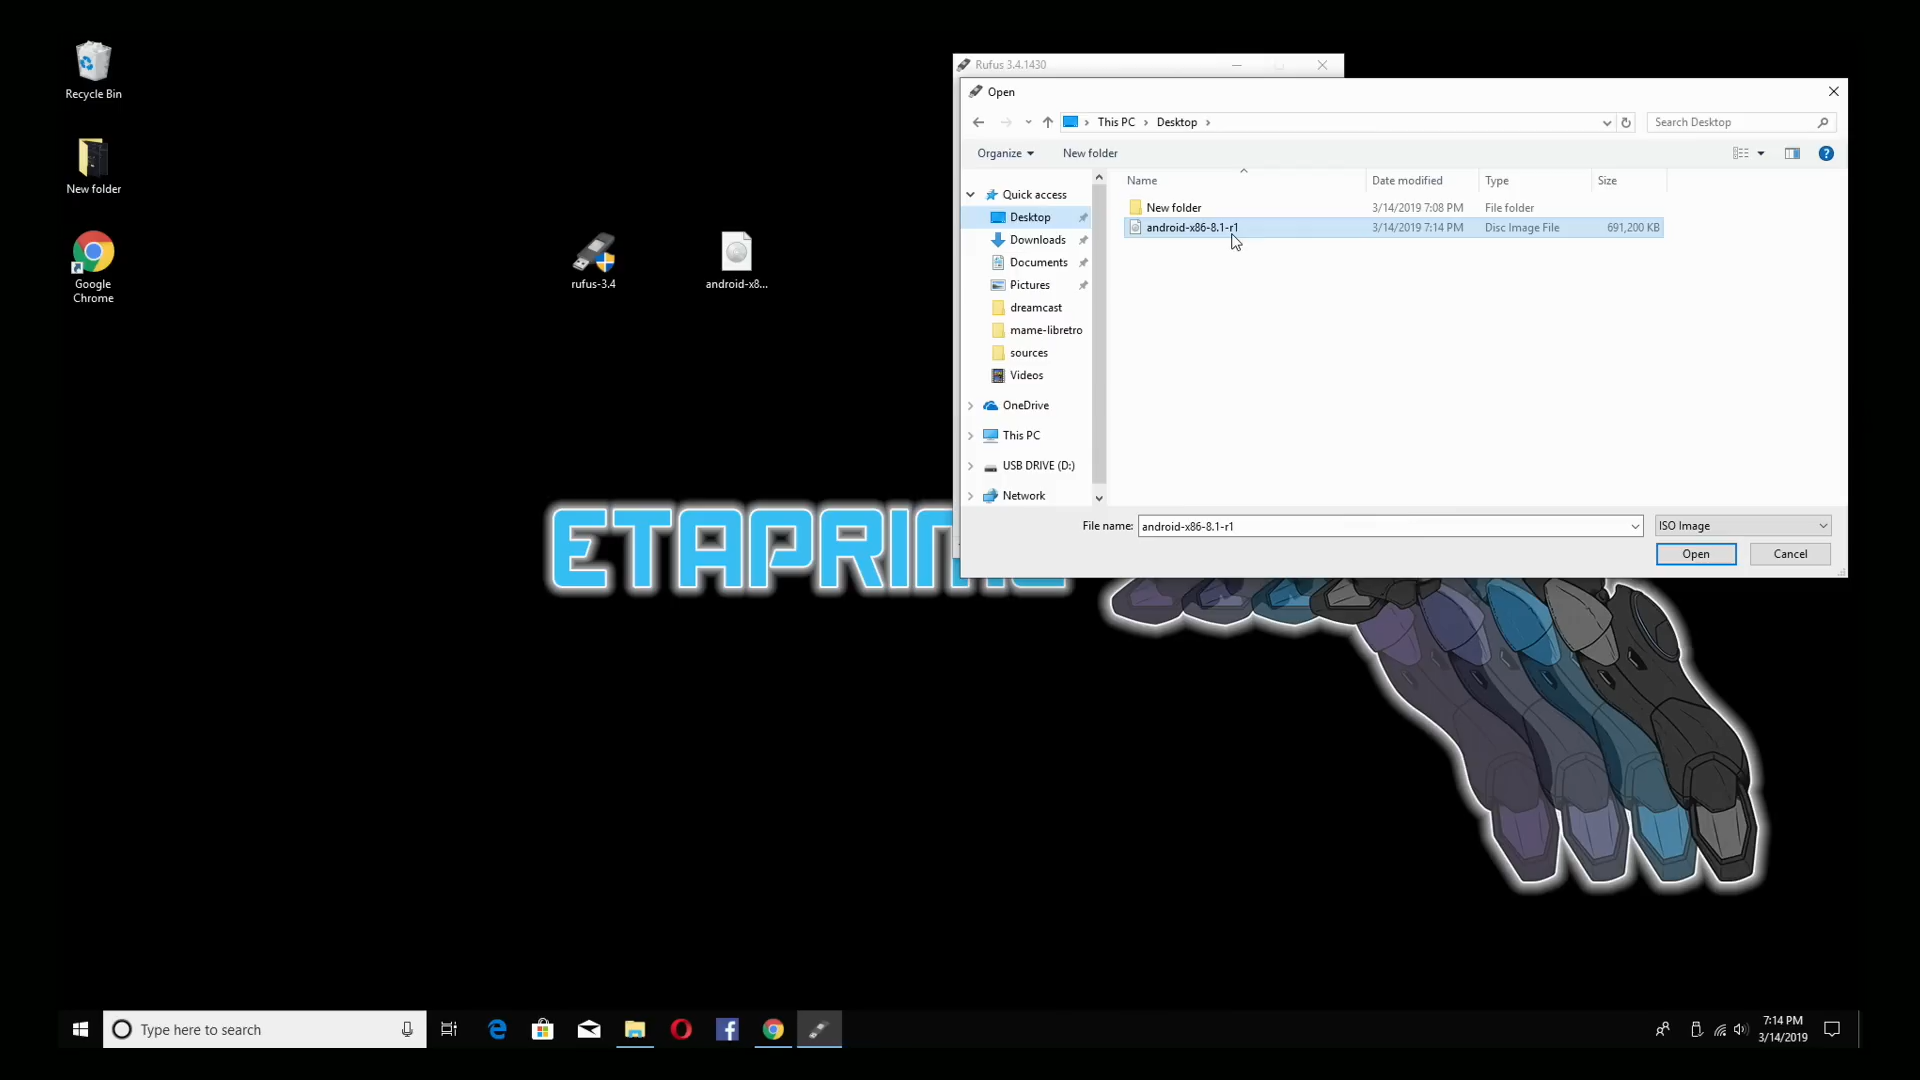 Recycle Bin
New folder
Google
Chrome
rufus-3.4
android-x8...
Rufus 3.4.1430
Open
This PC
Desktop
Search Desktop
Organize
New folder
Name
Date modified
Type
Size
New folder
3/14/2019 7:08 PM
File folder
android-x86-8.1-r1
3/14/2019 7:14 PM
Disc Image File
691,200 KB
Quick access
Desktop
Downloads
Documents
Pictures
dreamcast
mame-libretro
sources
Videos
OneDrive
This PC
USB DRIVE (D:)
Network
File name:
android-x86-8.1-r1
ISO Image
Open
Cancel
Type here to search
7:14 PM
3/14/2019